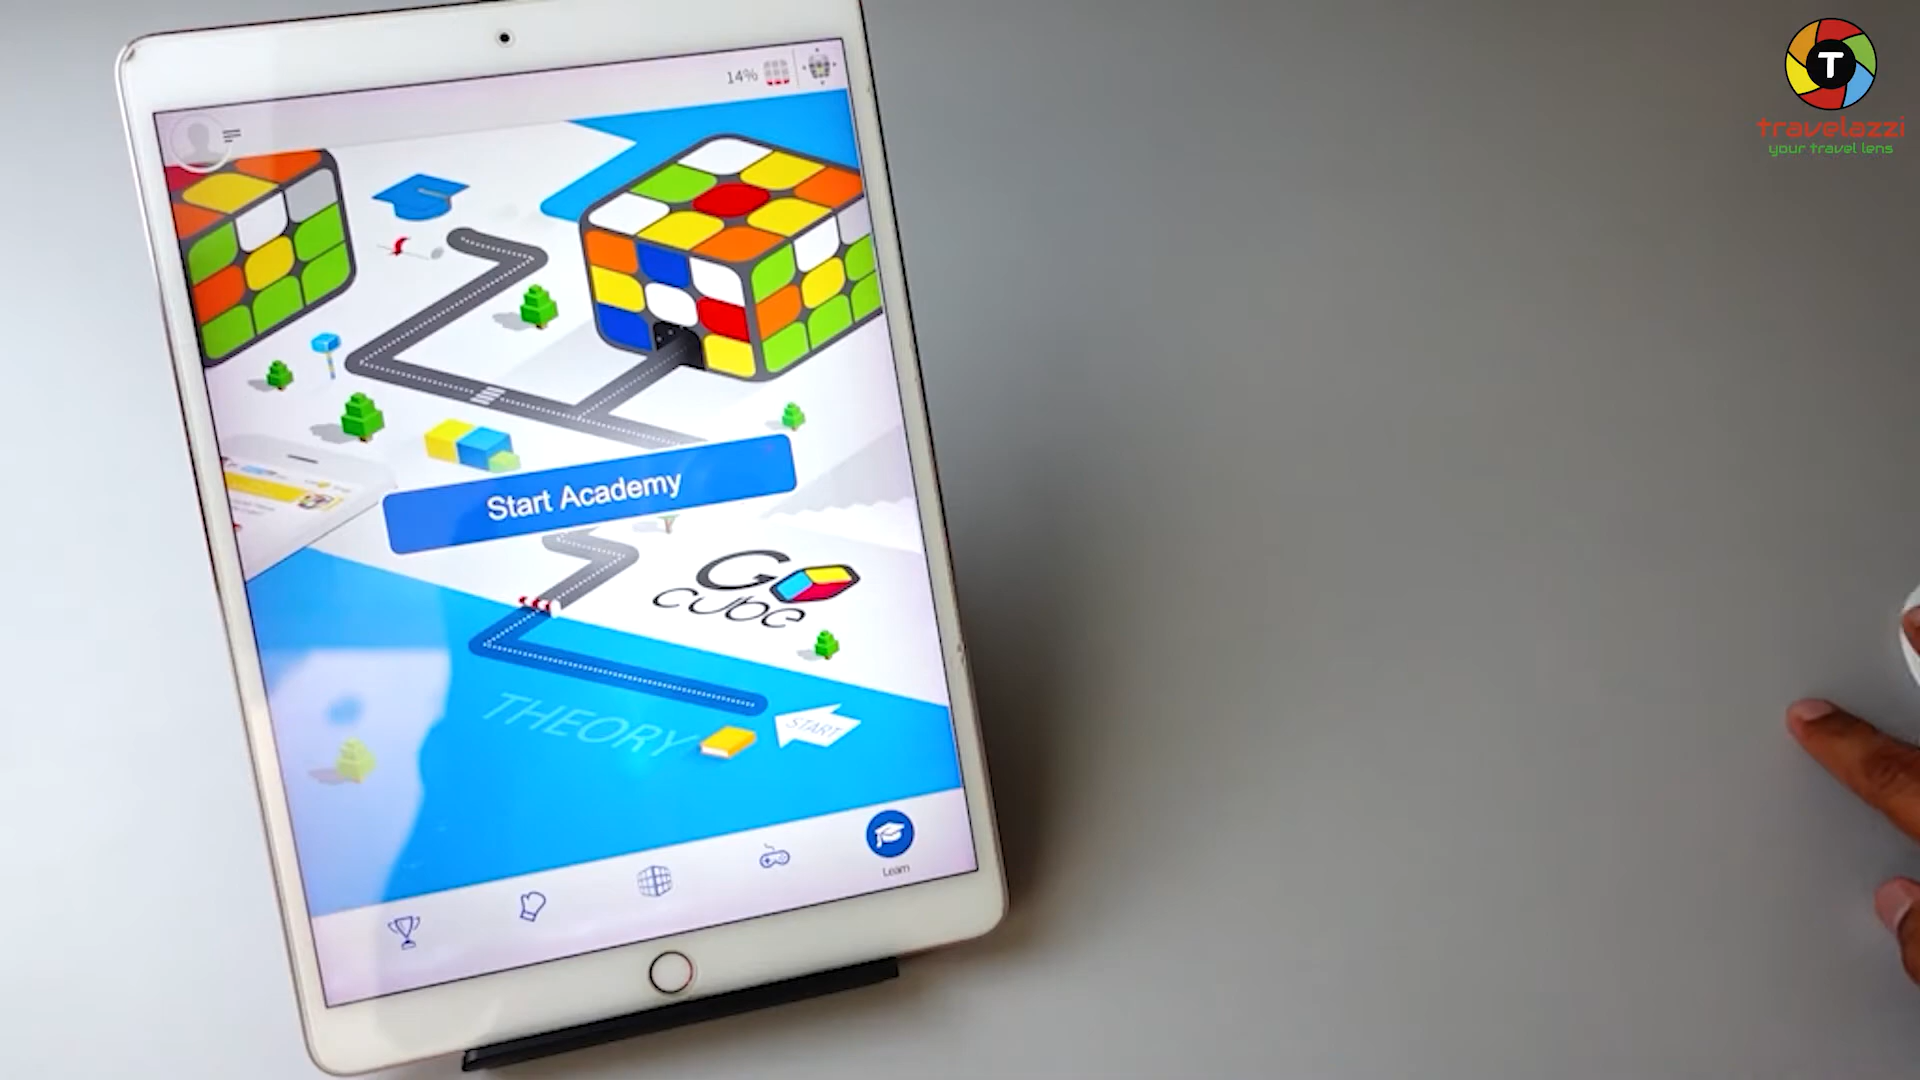 14%
T
travelazzi
your travel lens
Start Academy
GO
cube
THEORY
START
Learn